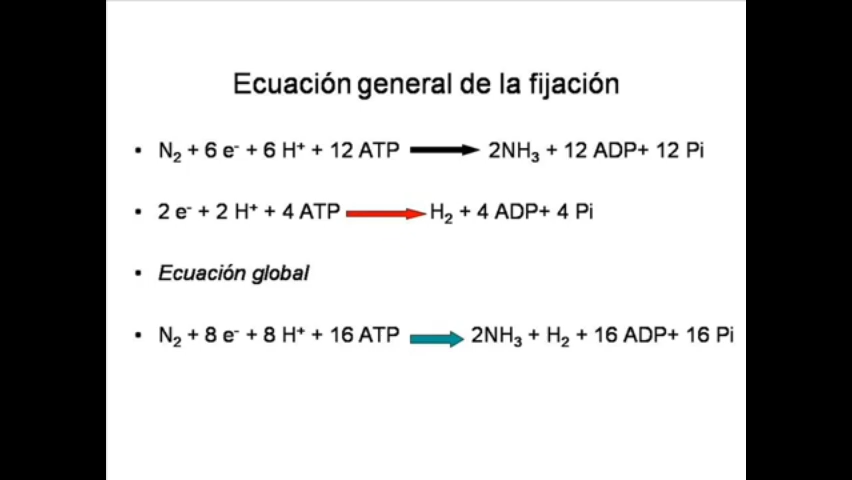 Ecuación general de la fijación
• N₂ + 6 e⁻ + 6 H⁺ + 12 ATP → 2NH₃ + 12 ADP+ 12 Pi
• 2 e⁻ + 2 H⁺ + 4 ATP → H₂ + 4 ADP+ 4 Pi
• Ecuación global
• N₂ + 8 e⁻ + 8 H⁺ + 16 ATP → 2NH₃ + H₂ + 16 ADP+ 16 Pi